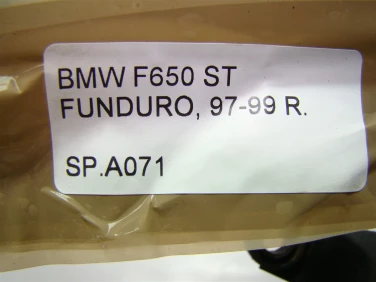 BMW F650 ST
FUNDURO, 97-99 R.
SP.A071